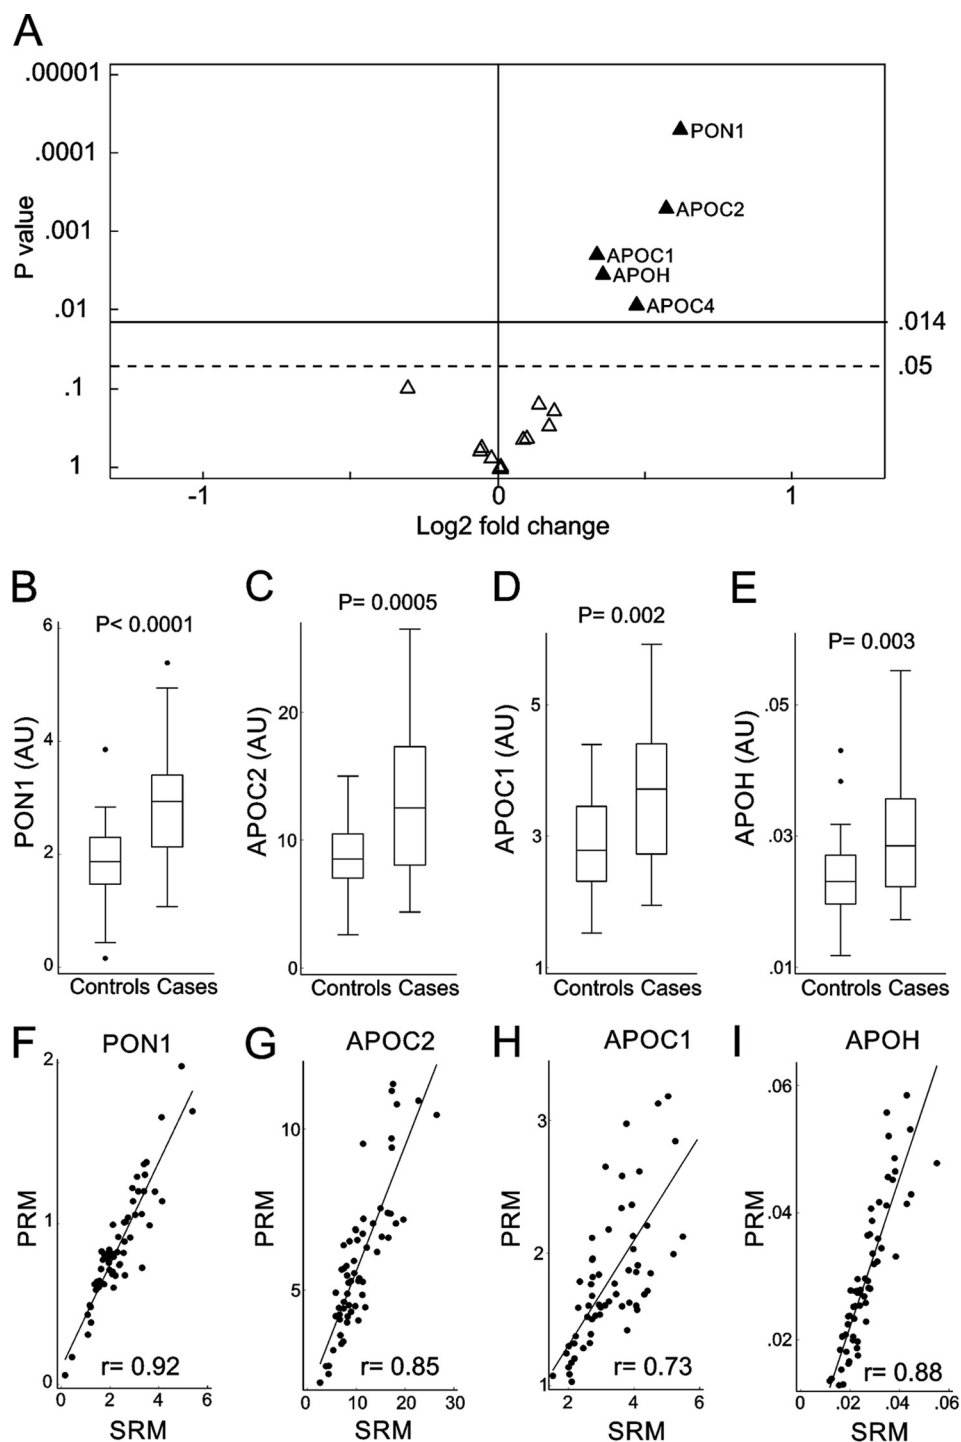 A
.00001
.0001
.001
.01
.1
1
P value
PON1
APOC2
APOC1
APOH
APOC4
.014
.05
-1 0 1
Log2 fold change
B
P< 0.0001
6
4
2
0
PON1 (AU)
Controls Cases
C
P= 0.0005
20
10
0
APOC2 (AU)
Controls Cases
D
P= 0.002
5
3
1
APOC1 (AU)
Controls Cases
E
P= 0.003
.05
.03
.01
APOH (AU)
Controls Cases
F
PON1
2
1
0
PRM
r= 0.92
0 2 4 6
SRM
G
APOC2
10
5
PRM
r= 0.85
0 10 20 30
SRM
H
APOC1
3
2
1
PRM
r= 0.73
2 4 6
SRM
I
APOH
.06
.04
.02
PRM
r= 0.88
0 .02 .04 .06
SRM